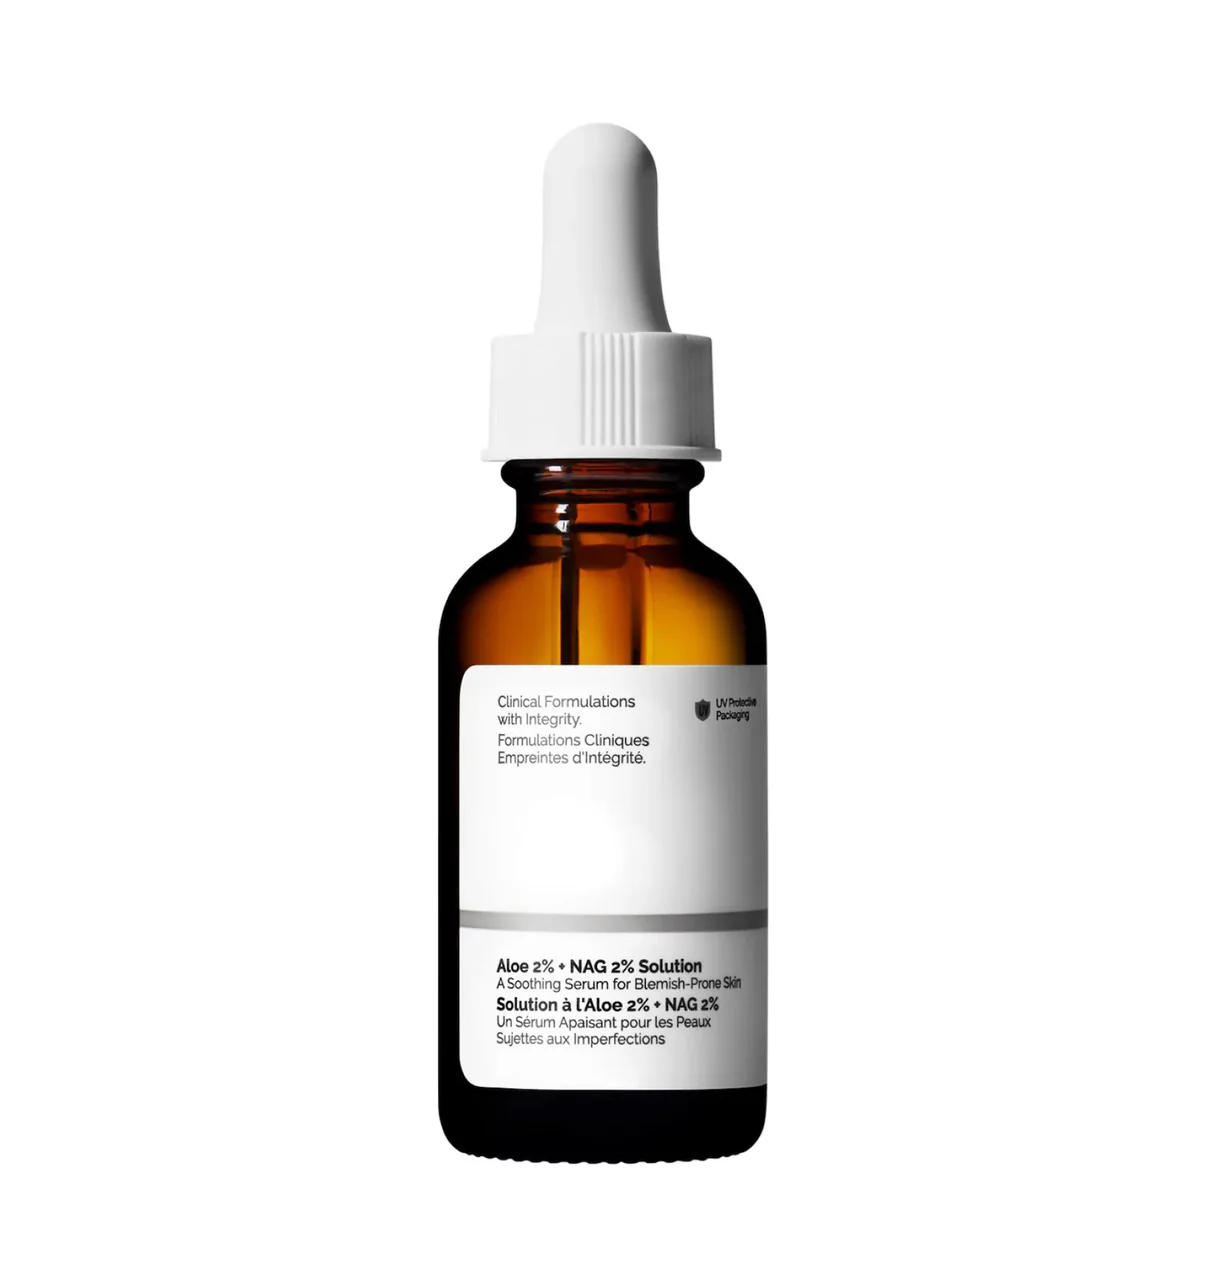 Clinical Formulations
with Integrity.
Formulations Cliniques
Empreintes d'Intégrité.
UV
UV Protective
Packaging
Aloe 2% + NAG 2% Solution
A Soothing Serum for Blemish-Prone Skin
Solution à l'Aloe 2% + NAG 2%
Un Sérum Apaisant pour les Peaux
Sujettes aux Imperfections